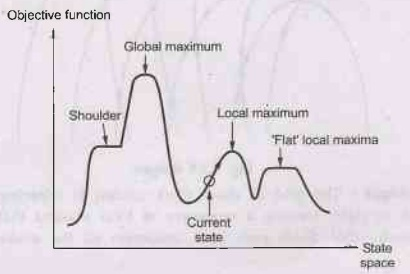 Objective function
Global maximum
Shoulder
Local maximum
'Flat' local maxima
Current
state
State
space